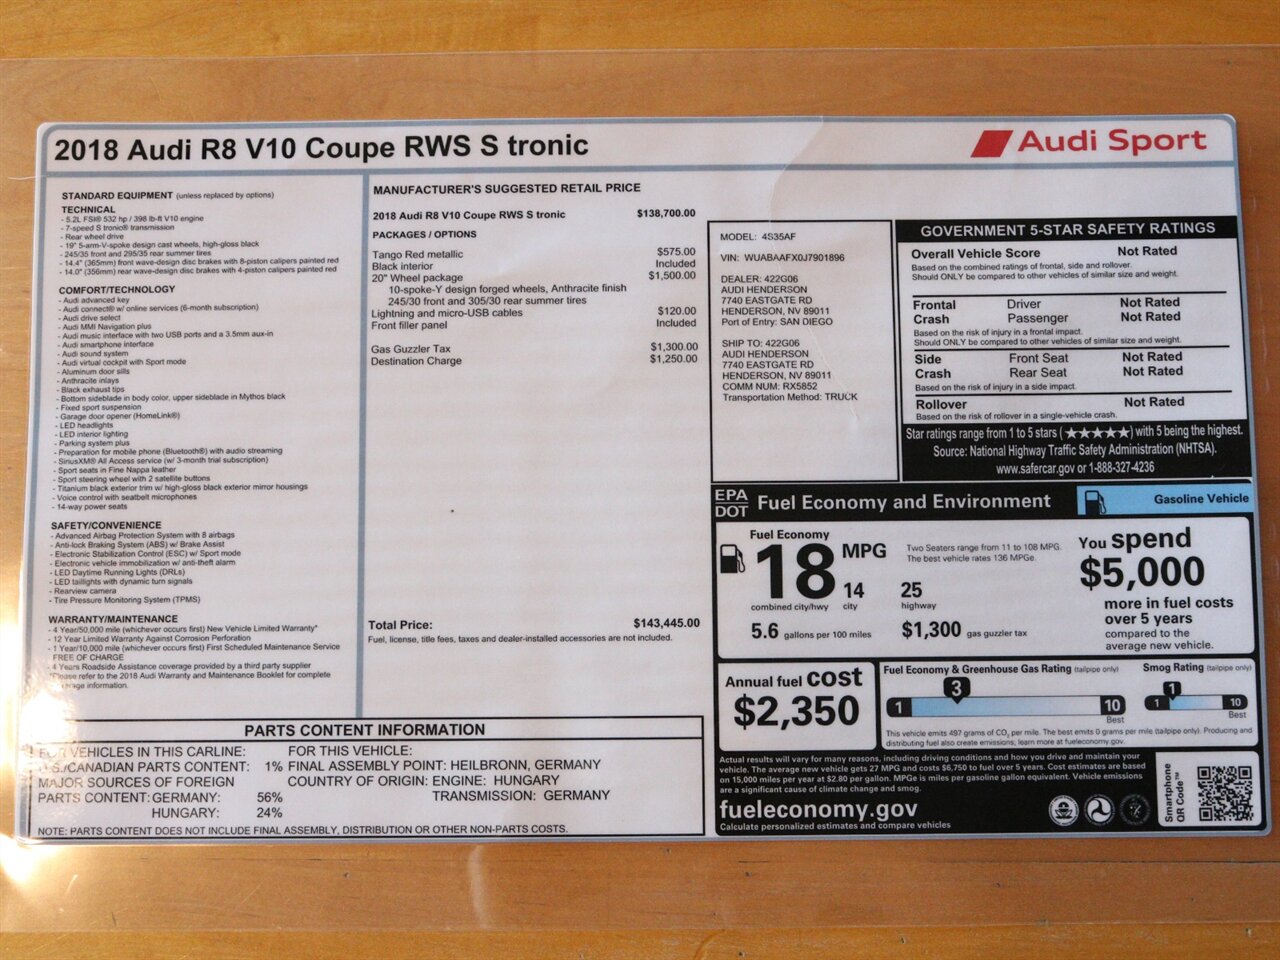 2018 Audi R8 V10 Coupe RWS S tronic
Audi Sport
STANDARD EQUIPMENT (unless replaced by options)
TECHNICAL
- 5.2L FSI® 532 hp / 398 lb-ft V10 engine
- 7-speed S tronic® transmission
- Rear wheel drive
- 19" 5-arm-V-spoke design cast wheels, high-gloss black
- 245/35 front and 295/35 rear summer tires
- 14.4" (365mm) front wave-design disc brakes with 8-piston calipers painted red
- 14.0" (356mm) rear wave-design disc brakes with 4-piston calipers painted red
COMFORT/TECHNOLOGY
- Audi advanced key
- Audi connect® w/ online services (6-month subscription)
- Audi drive select
- Audi MMI Navigation plus
- Audi music interface with two USB ports and a 3.5mm aux-in
- Audi smartphone interface
- Audi sound system
- Audi virtual cockpit with Sport mode
- Aluminum door sills
- Anthracite inlays
- Black exhaust tips
- Bottom sideblade in body color, upper sideblade in Mythos black
- Fixed sport suspension
- Garage door opener (HomeLink®)
- LED headlights
- LED interior lighting
- Parking system plus
- Preparation for mobile phone (Bluetooth®) with audio streaming
- SiriusXM® All Access service (w/ 3-month trial subscription)
- Sport seats in Fine Nappa leather
- Sport steering wheel with 2 satellite buttons
- Titanium black exterior trim w/ high-gloss black exterior mirror housings
- Voice control with seatbelt microphones
- 14-way power seats
SAFETY/CONVENIENCE
- Advanced Airbag Protection System with 8 airbags
- Anti-lock Braking System (ABS) w/ Brake Assist
- Electronic Stabilization Control (ESC) w/ Sport mode
- Electronic vehicle immobilization w/ anti-theft alarm
- LED Daytime Running Lights (DRLs)
- LED taillights with dynamic turn signals
- Rearview camera
- Tire Pressure Monitoring System (TPMS)
WARRANTY/MAINTENANCE
- 4 Year/50,000 mile (whichever occurs first) New Vehicle Limited Warranty*
- 12 Year Limited Warranty Against Corrosion Perforation
- 1 Year/10,000 mile (whichever occurs first) First Scheduled Maintenance Service
FREE OF CHARGE
- 4 Years Roadside Assistance coverage provided by a third party supplier
*Please refer to the 2018 Audi Warranty and Maintenance Booklet for complete
information.
MANUFACTURER'S SUGGESTED RETAIL PRICE
2018 Audi R8 V10 Coupe RWS S tronic $138,700.00
PACKAGES / OPTIONS
Tango Red metallic $575.00
Black interior Included
20" Wheel package $1,500.00
10-spoke-Y design forged wheels, Anthracite finish
245/30 front and 305/30 rear summer tires
Lightning and micro-USB cables $120.00
Front filler panel Included
Gas Guzzler Tax $1,300.00
Destination Charge $1,250.00
Total Price: $143,445.00
Fuel, license, title fees, taxes and dealer-installed accessories are not included.
MODEL: 4S35AF
VIN: WUABAAFX0J7901896
DEALER: 422G06
AUDI HENDERSON
7740 EASTGATE RD
HENDERSON, NV 89011
Port of Entry: SAN DIEGO
SHIP TO: 422G06
AUDI HENDERSON
7740 EASTGATE RD
HENDERSON, NV 89011
COMM NUM: RX5852
Transportation Method: TRUCK
GOVERNMENT 5-STAR SAFETY RATINGS
Overall Vehicle Score Not Rated
Based on the combined ratings of frontal, side and rollover.
Should ONLY be compared to other vehicles of similar size and weight.
Frontal Driver Not Rated
Crash Passenger Not Rated
Based on the risk of injury in a frontal impact.
Should ONLY be compared to other vehicles of similar size and weight.
Side Front Seat Not Rated
Crash Rear Seat Not Rated
Based on the risk of injury in a side impact.
Rollover Not Rated
Based on the risk of rollover in a single-vehicle crash.
Star ratings range from 1 to 5 stars (★★★★★) with 5 being the highest.
Source: National Highway Traffic Safety Administration (NHTSA).
www.safercar.gov or 1-888-327-4236
EPA
DOT
Fuel Economy and Environment
Gasoline Vehicle
Fuel Economy
18 MPG
combined city/hwy
14
city
25
highway
5.6 gallons per 100 miles
$1,300 gas guzzler tax
Two Seaters range from 11 to 108 MPG.
The best vehicle rates 136 MPGe.
You spend
$5,000
more in fuel costs
over 5 years
compared to the
average new vehicle.
Annual fuel cost
$2,350
Fuel Economy & Greenhouse Gas Rating (tailpipe only)
1 3 10
Best
Smog Rating (tailpipe only)
1 1 10
Best
This vehicle emits 497 grams of CO₂ per mile. The best emits 0 grams per mile (tailpipe only). Producing and
distributing fuel also create emissions; learn more at fueleconomy.gov.
Actual results will vary for many reasons, including driving conditions and how you drive and maintain your
vehicle. The average new vehicle gets 27 MPG and costs $6,750 to fuel over 5 years. Cost estimates are based
on 15,000 miles per year at $2.80 per gallon. MPGe is miles per gasoline gallon equivalent. Vehicle emissions
are a significant cause of climate change and smog.
fueleconomy.gov
Calculate personalized estimates and compare vehicles
Smartphone
QR Code™
PARTS CONTENT INFORMATION
FOR VEHICLES IN THIS CARLINE:
U.S./CANADIAN PARTS CONTENT: 1%
MAJOR SOURCES OF FOREIGN
PARTS CONTENT: GERMANY: 56%
HUNGARY: 24%
FOR THIS VEHICLE:
FINAL ASSEMBLY POINT: HEILBRONN, GERMANY
COUNTRY OF ORIGIN: ENGINE: HUNGARY
TRANSMISSION: GERMANY
NOTE: PARTS CONTENT DOES NOT INCLUDE FINAL ASSEMBLY, DISTRIBUTION OR OTHER NON-PARTS COSTS.